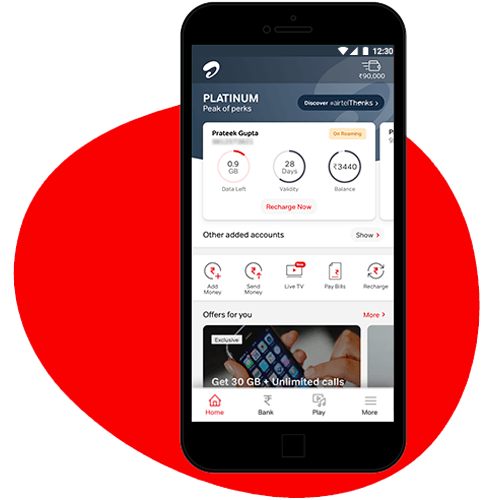 12:30
₹90,000
PLATINUM
Peak of perks
Discover #airtelThanks >
Prateek Gupta
On Roaming
0.9
GB
28
Days
₹3440
Data Left
Validity
Balance
Recharge Now
Other added accounts
Show >
Add
Money
Send
Money
Live TV
Pay Bills
Recharge
Offers for you
More >
Exclusive
Get 30 GB + Unlimited calls
Home
Bank
Play
More